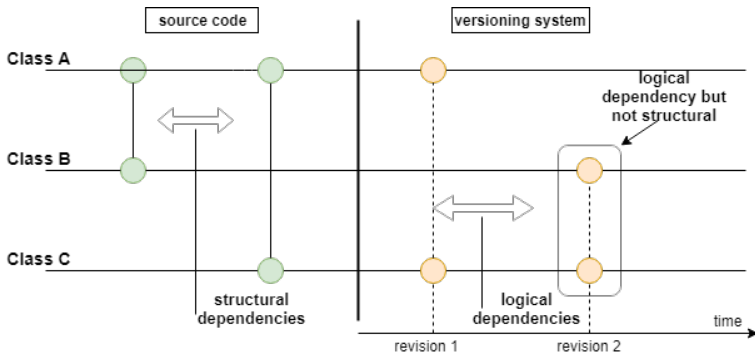 source code
versioning system
Class A
logical
dependency but
not structural
Class B
Class C
structural
dependencies
logical
dependencies
time
revision 1
revision 2